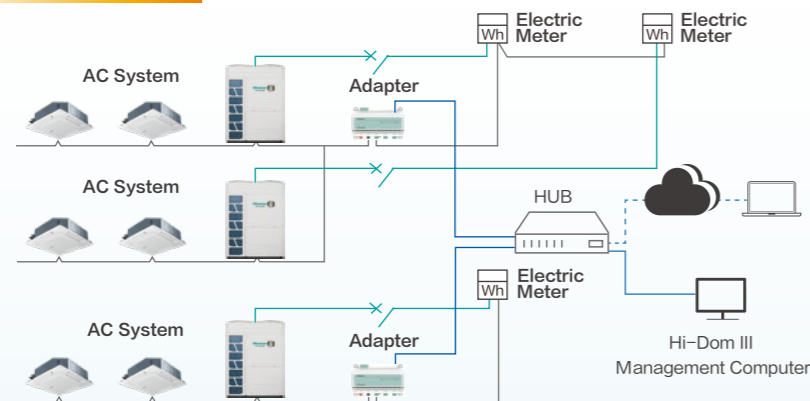 Electric
Meter
Wh
Electric
Meter
Wh
AC System
Adapter
AC System
HUB
Electric
Meter
Wh
AC System
Adapter
Hi-Dom III
Management Computer